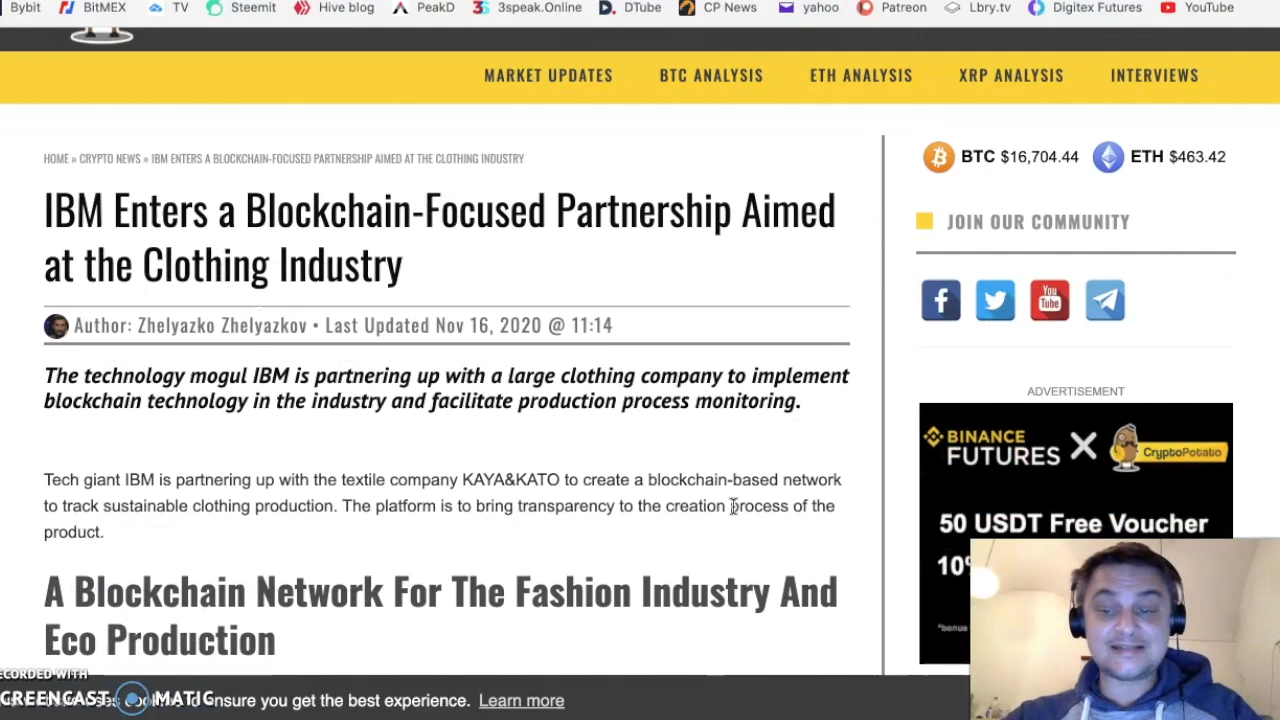 Bybit BitMEX TV Steemit Hive blog PeakD 3speak.Online DTube CP News yahoo Patreon Lbry.tv Digitex Futures YouTube
MARKET UPDATES BTC ANALYSIS ETH ANALYSIS XRP ANALYSIS INTERVIEWS
HOME » CRYPTO NEWS » IBM ENTERS A BLOCKCHAIN-FOCUSED PARTNERSHIP AIMED AT THE CLOTHING INDUSTRY
IBM Enters a Blockchain-Focused Partnership Aimed
at the Clothing Industry
Author: Zhelyazko Zhelyazkov • Last Updated Nov 16, 2020 @ 11:14
The technology mogul IBM is partnering up with a large clothing company to implement
blockchain technology in the industry and facilitate production process monitoring.
Tech giant IBM is partnering up with the textile company KAYA&KATO to create a blockchain-based network
to track sustainable clothing production. The platform is to bring transparency to the creation process of the
product.
A Blockchain Network For The Fashion Industry And
Eco Production
BTC $16,704.44 ETH $463.42
JOIN OUR COMMUNITY
You
Tube
ADVERTISEMENT
BINANCE
FUTURES X CryptoPotato
50 USDT Free Voucher
10%
*bonus
RECORDED WITH
SCREENCAST MATIC
ensure you get the best experience. Learn more